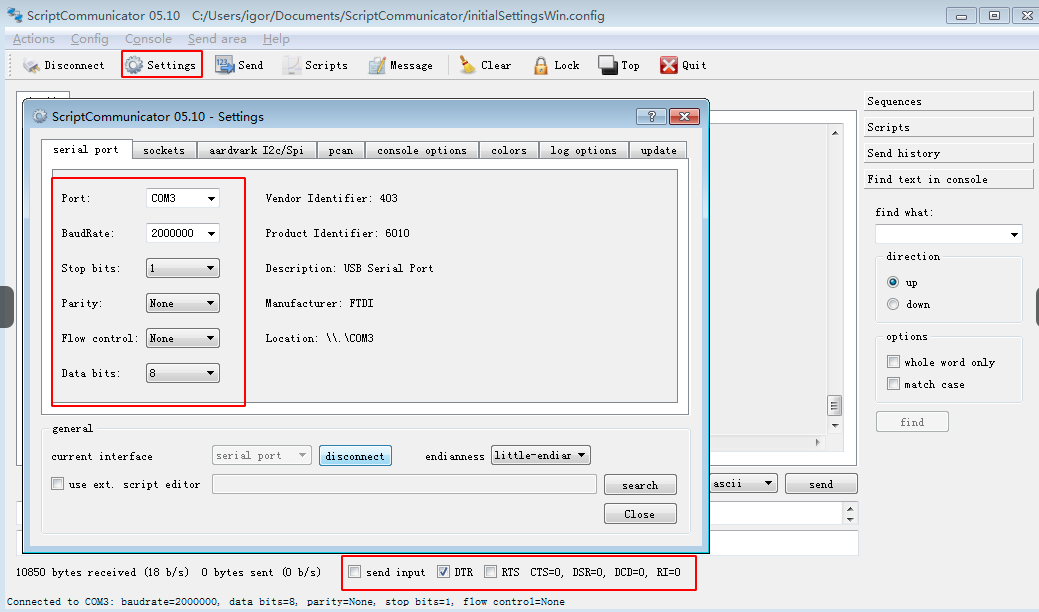 ScriptCommunicator 05.10   C:/Users/igor/Documents/ScriptCommunicator/initialSettingsWin.config
Actions Config Console Send area Help
Disconnect Settings Send Scripts Message Clear Lock Top Quit
ScriptCommunicator 05.10 - Settings
serial port sockets aardvark I2c/Spi pcan console options colors log options update
Port: COM3 Vendor Identifier: 403
BaudRate: 2000000 Product Identifier: 6010
Stop bits: 1 Description: USB Serial Port
Parity: None Manufacturer: FTDI
Flow control: None Location: \\.\COM3
Data bits: 8
general
current interface serial port disconnect endianness little-endiar
use ext. script editor search
Close
Sequences
Scripts
Send history
Find text in console
find what:
direction
up
down
options
whole word only
match case
find
ascii send
10850 bytes received (18 b/s) 0 bytes sent (0 b/s) send input DTR RTS CTS=0, DSR=0, DCD=0, RI=0
Connected to COM3: baudrate=2000000, data bits=8, parity=None, stop bits=1, flow control=None